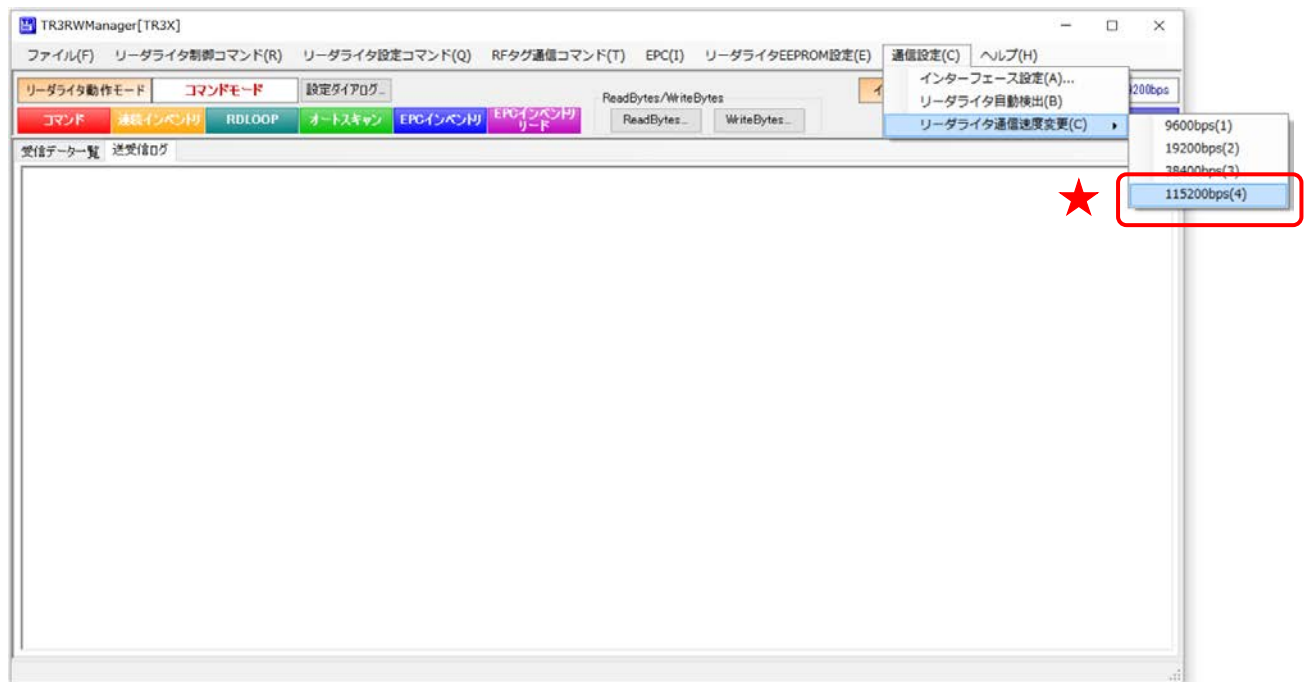 TR3RWManager[TR3X]
ファイル(F) リーダライタ制御コマンド(R) リーダライタ設定コマンド(Q) RFタグ通信コマンド(T) EPC(I) リーダライタEEPROM設定(E) 通信設定(C) ヘルプ(H)
インターフェース設定(A)...
リーダライタ自動検出(B)
リーダライタ通信速度変更(C)
リーダライタ動作モード コマンドモード 設定ダイアログ... ReadBytes/WriteBytes イ 200bps
コマンド 連続インベントリ RDLOOP オートスキャン EPCインベントリ EPCインベントリ
リード ReadBytes... WriteBytes...
9600bps(1)
19200bps(2)
38400bps(3)
115200bps(4)
受信データ一覧 送受信ログ